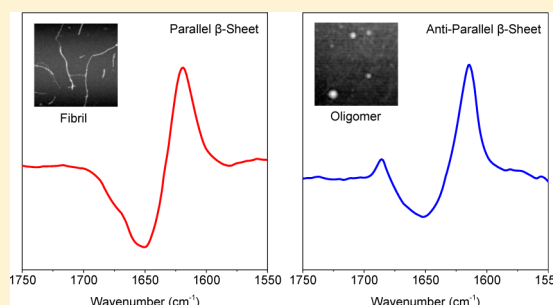 Parallel β-Sheet
Fibril
1750 1700 1650 1600 1550
Wavenumber (cm⁻¹)
Anti-Parallel β-Sheet
Oligomer
1750 1700 1650 1600 1550
Wavenumber (cm⁻¹)